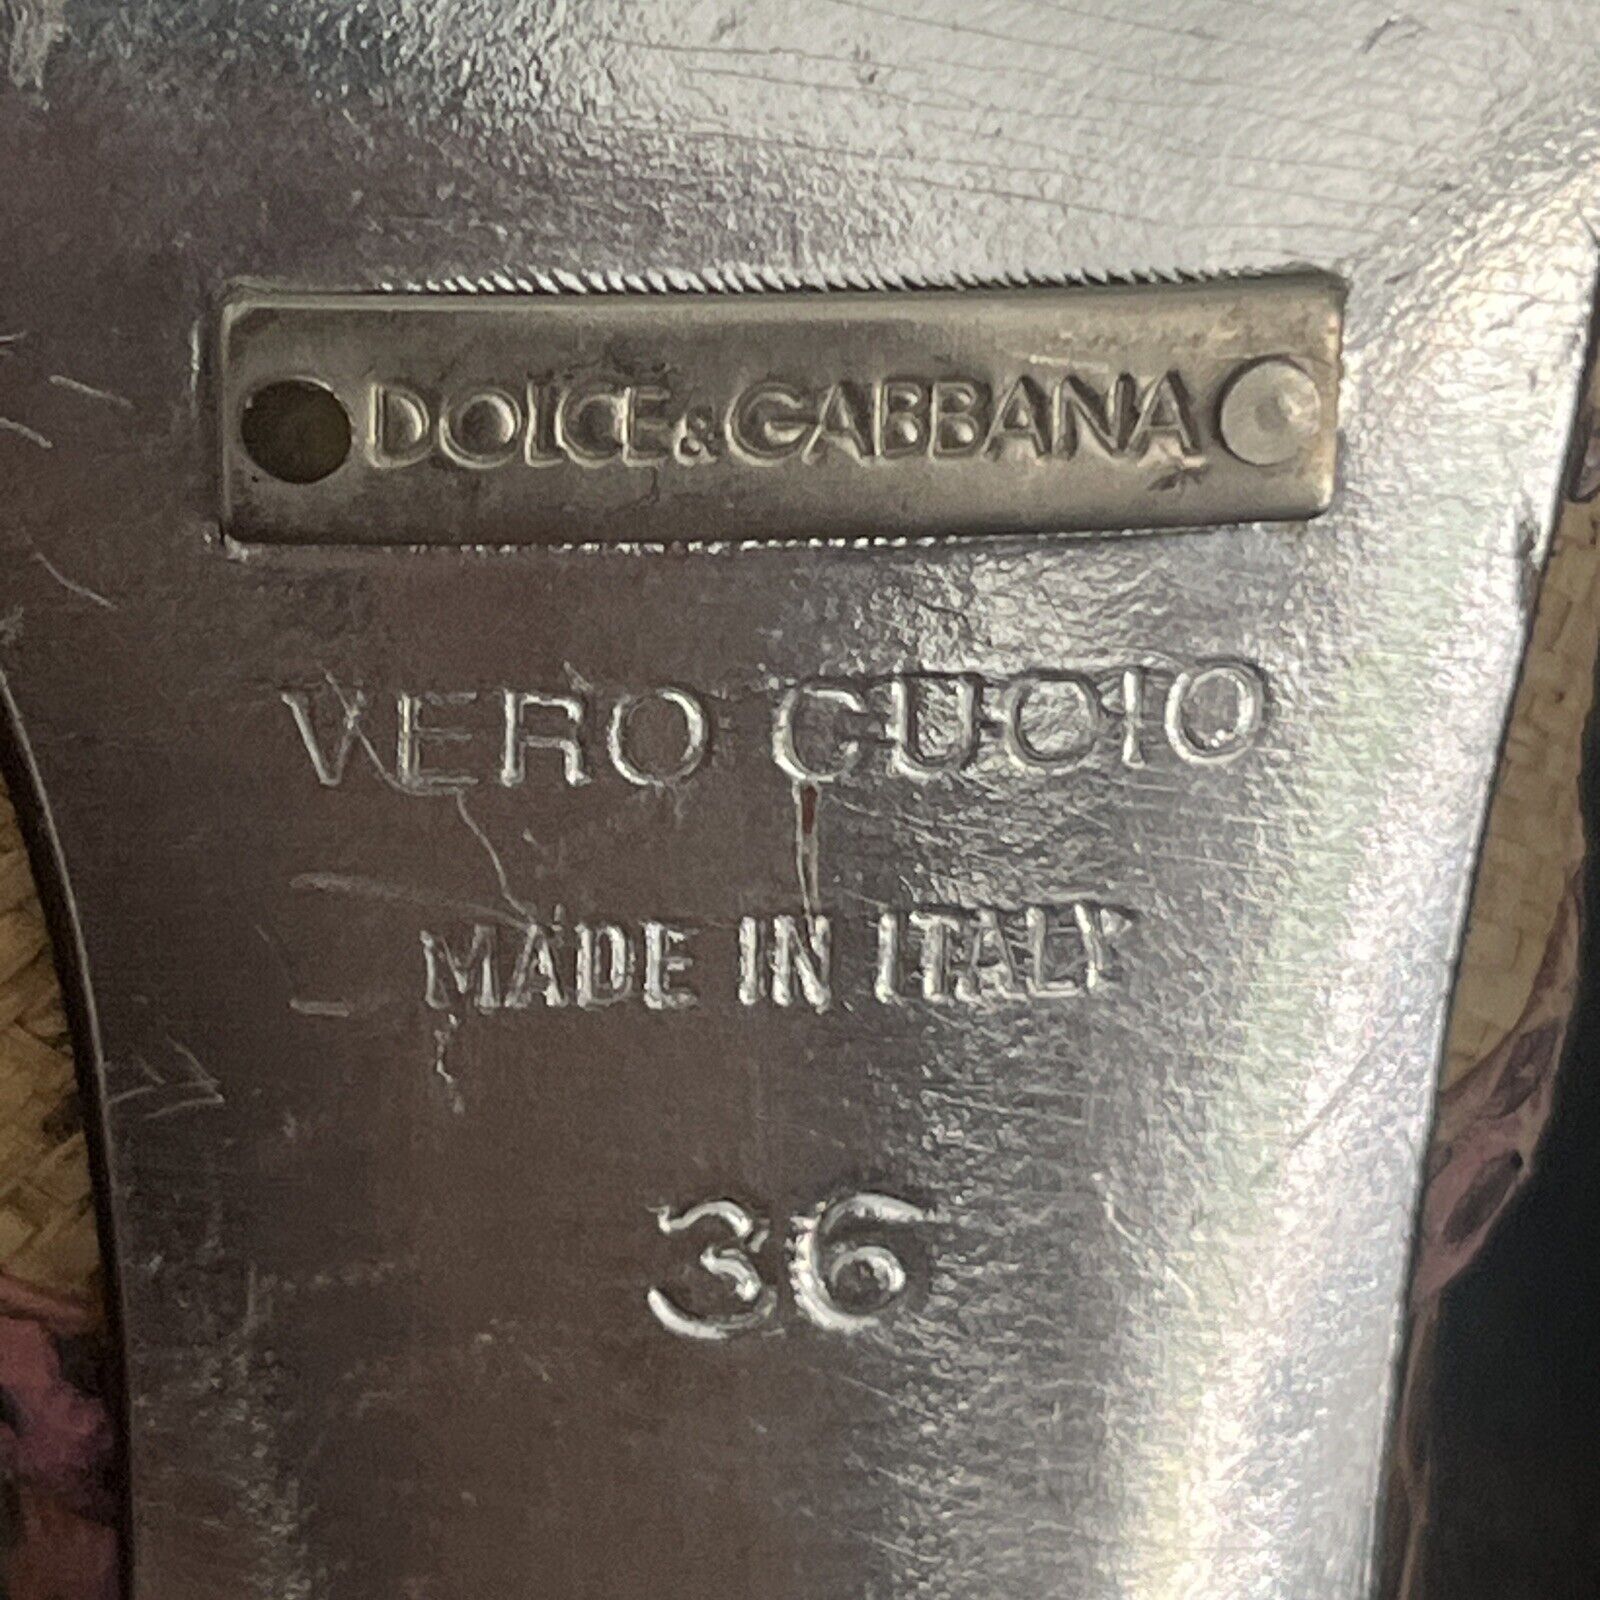 DOLCE&GABBANA
VERO CUOIO
MADE IN ITALY
36